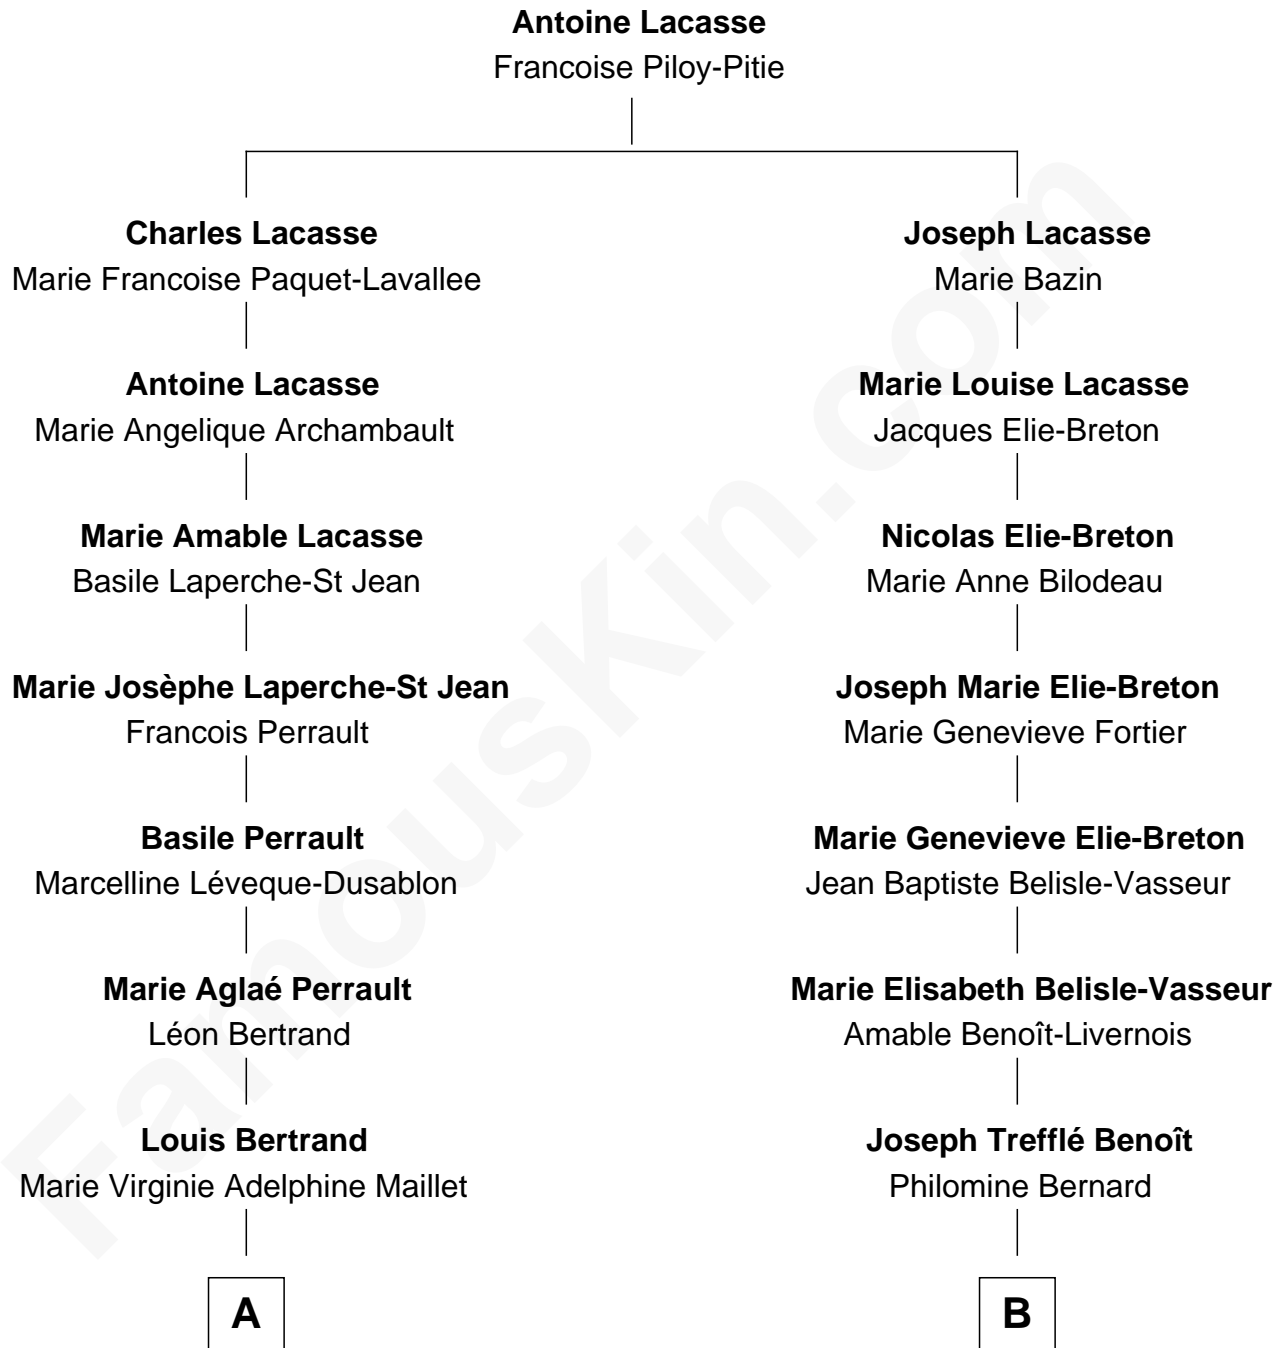 Antoine Lacasse
Francoise Piloy-Pitie
Charles Lacasse
Marie Francoise Paquet-Lavallee
Joseph Lacasse
Marie Bazin
Antoine Lacasse
Marie Angelique Archambault
Marie Louise Lacasse
Jacques Elie-Breton
Marie Amable Lacasse
Basile Laperche-St Jean
Nicolas Elie-Breton
Marie Anne Bilodeau
Marie Josèphe Laperche-St Jean
Francois Perrault
Joseph Marie Elie-Breton
Marie Genevieve Fortier
Basile Perrault
Marcelline Léveque-Dusablon
Marie Genevieve Elie-Breton
Jean Baptiste Belisle-Vasseur
Marie Aglaé Perrault
Léon Bertrand
Marie Elisabeth Belisle-Vasseur
Amable Benoît-Livernois
Louis Bertrand
Marie Virginie Adelphine Maillet
Joseph Trefflé Benoît
Philomine Bernard
A
B
FamousKin.com